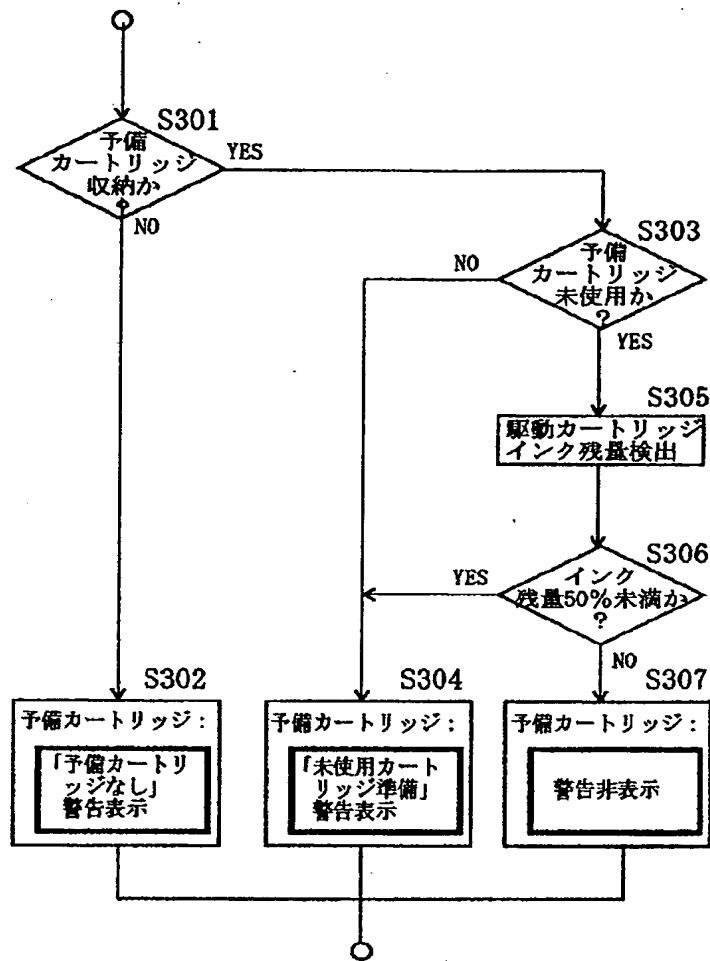 S301
予備
カートリッジ
収納か
?
YES
NO
S303
予備
カートリッジ
未使用か
?
NO
YES
S305
駆動カートリッジ
インク残量検出
S306
インク
残量50%未満か
?
YES
NO
S302
予備カートリッジ:
「予備カートリ
ッジなし」
警告表示
S304
予備カートリッジ:
「未使用カート
リッジ準備」
警告表示
S307
予備カートリッジ:
警告非表示